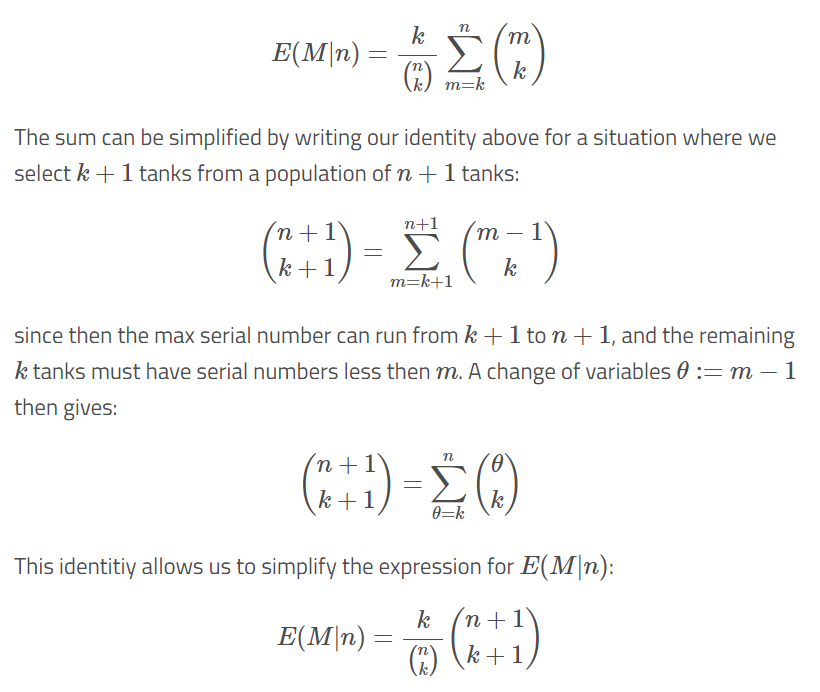 E(M|n) = \frac{k}{\binom{n}{k}} \sum_{m=k}^{n} \binom{m}{k}
The sum can be simplified by writing our identity above for a situation where we
select k + 1 tanks from a population of n + 1 tanks:
\binom{n+1}{k+1} = \sum_{m=k+1}^{n+1} \binom{m-1}{k}
since then the max serial number can run from k + 1 to n + 1, and the remaining
k tanks must have serial numbers less then m. A change of variables θ := m − 1
then gives:
\binom{n+1}{k+1} = \sum_{θ=k}^{n} \binom{θ}{k}
This identitiy allows us to simplify the expression for E(M|n):
E(M|n) = \frac{k}{\binom{n}{k}} \binom{n+1}{k+1}